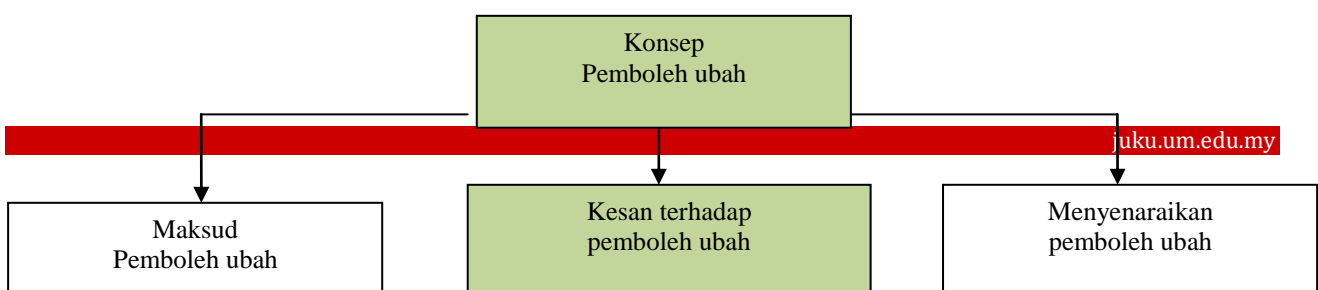 Konsep
Pemboleh ubah
juku.um.edu.my
Maksud
Pemboleh ubah
Kesan terhadap
pemboleh ubah
Menyenaraikan
pemboleh ubah